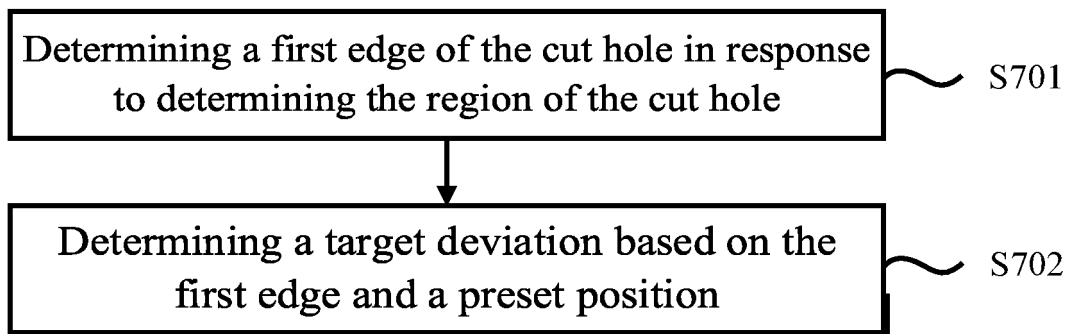 Determining a first edge of the cut hole in response
to determining the region of the cut hole
S701
Determining a target deviation based on the
first edge and a preset position
S702